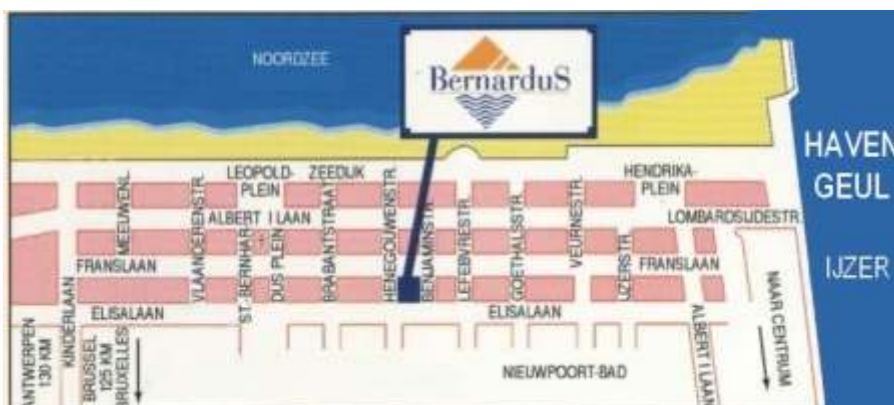 NOORDZEE
BernarduS
HAVEN
GEUL
IJZER
LEOPOLD-
PLEIN
ZEEDIJK
HENDRIKA-
PLEIN
MEEUWENL.
VLAANDERENSTR.
ALBERT I LAAN
ST.-BERNHAR
DUS PLEIN
BRABANTSTRAAT
HENEGOUWENSTR.
BENJAMINSTR.
LEFEBVRESTR.
GOETHALSSTR.
VEURNESTR.
IJZERSTR.
LOMBARDSIJDESTR.
FRANSLAAN
FRANSLAAN
ELISALAAN
ELISALAAN
KINDERLAAN
ANTWERPEN
130 KM
BRUSSEL
125 KM
BRUXELLES
NIEUWPOORT-BAD
ALBERT I LAAN
NAAR CENTRUM